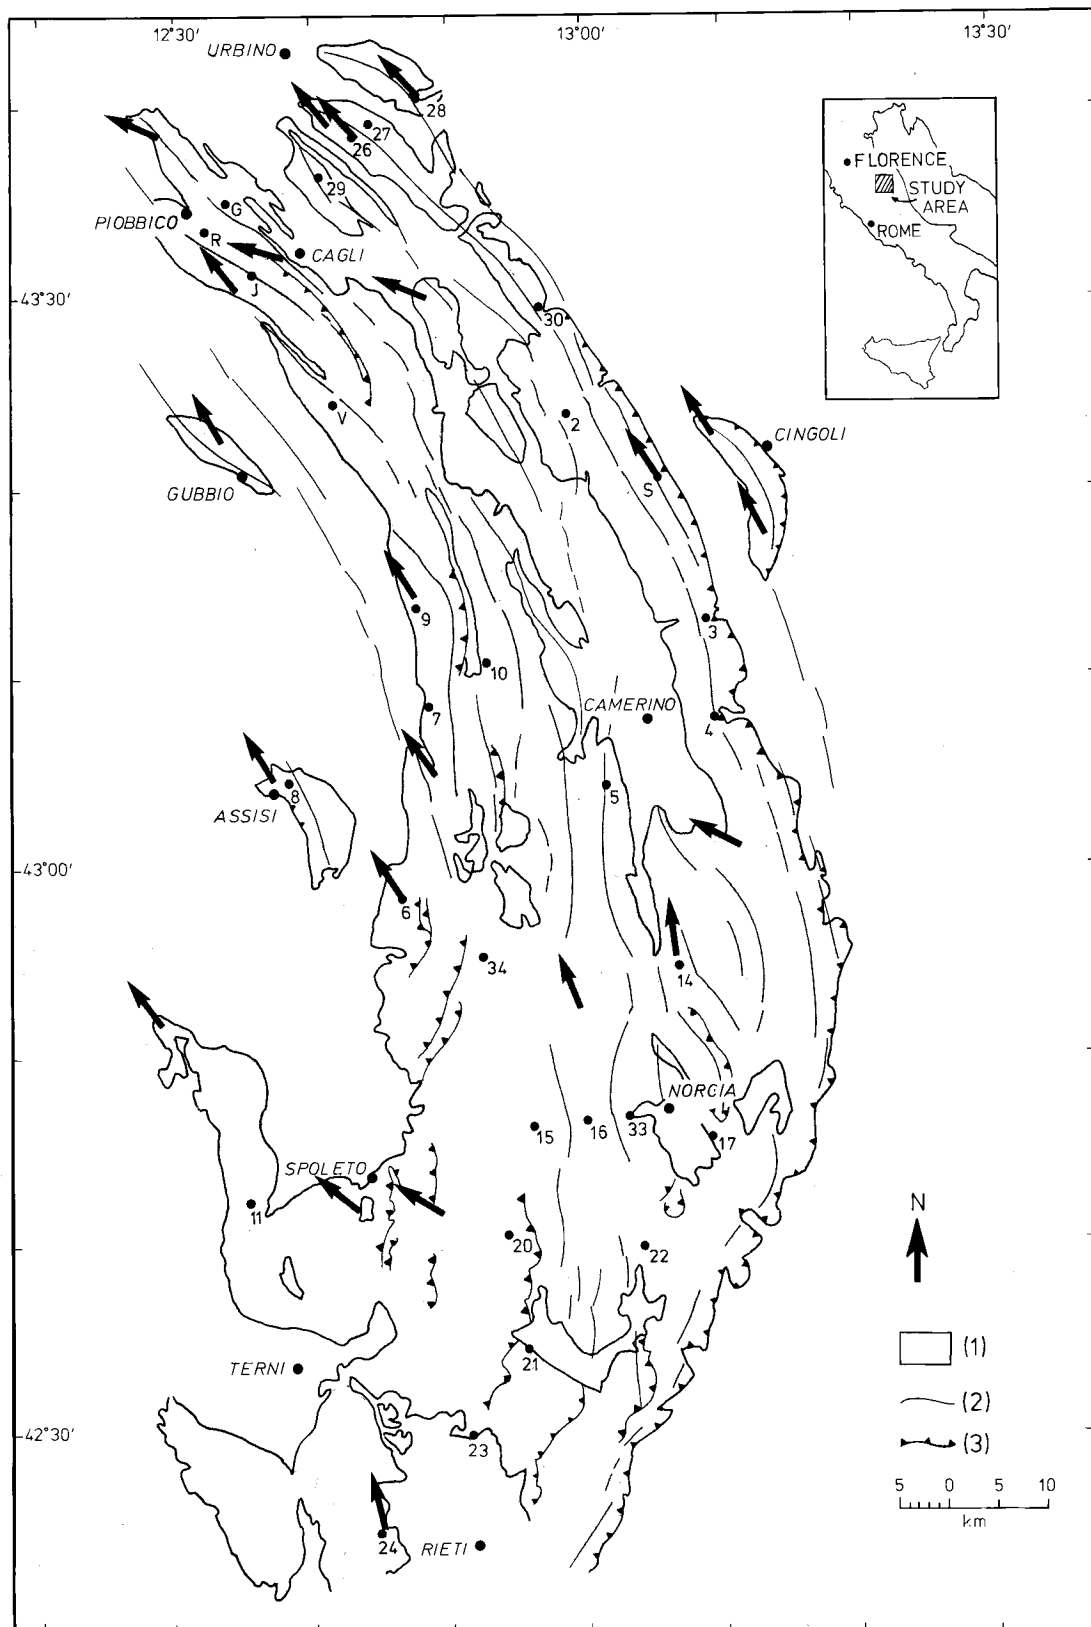 12°30'
13°00'
13°30'
URBINO
28
27
26
29
FLORENCE
STUDY
AREA
ROME
G
PIOBBICO
R
CAGLI
J
43°30'
30
V
2
CINGOLI
GUBBIO
S
9
3
10
CAMERINO
7
4
8
5
ASSISI
43°00'
6
34
14
NORCIA
15
16
33
17
SPOLETO
11
N
20
22
(1)
21
TERNI
(2)
42°30'
23
(3)
5 0 5 10
km
24
RIETI